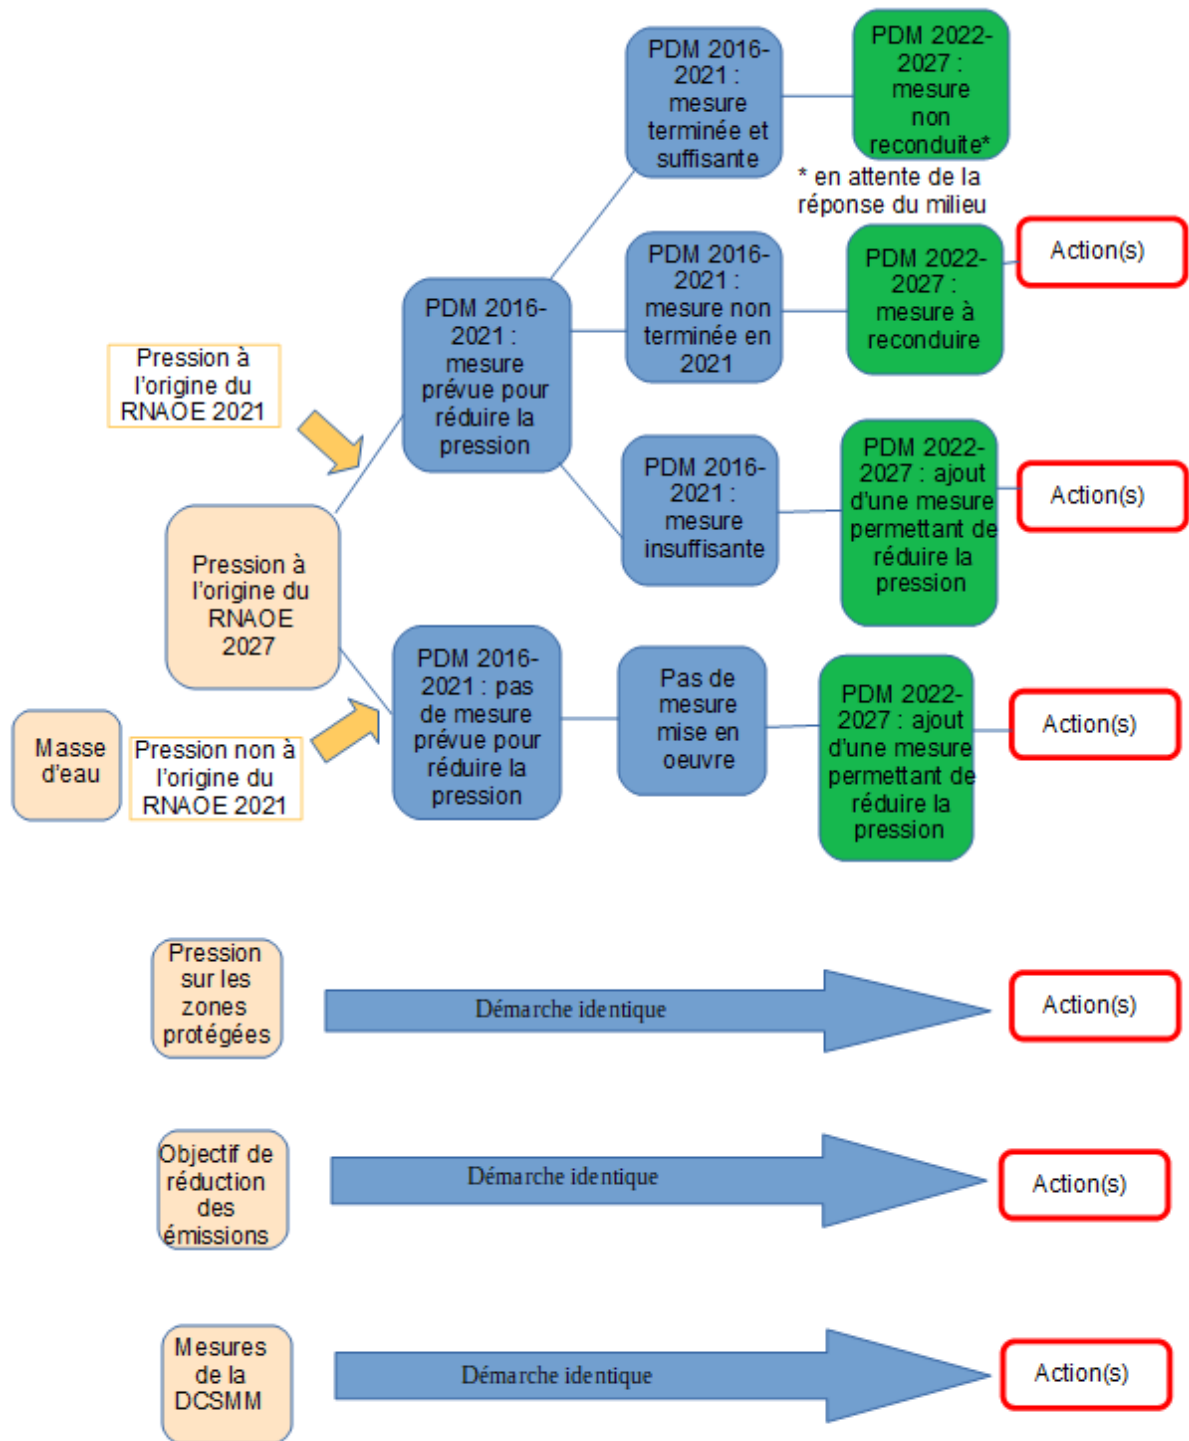 PDM 2016-
2021 :
mesure
terminée et
suffisante
PDM 2022-
2027 :
mesure
non
reconduite*
* en attente de la
réponse du milieu
PDM 2016-
2021 :
mesure non
terminée en
2021
PDM 2022-
2027 :
mesure à
reconduire
Action(s)
Pression à
l'origine du
RNAOE 2021
PDM 2016-
2021 :
mesure
prévue pour
réduire la
pression
PDM 2016-
2021 :
mesure
insuffisante
PDM 2022-
2027 : ajout
d'une mesure
permettant de
réduire la
pression
Action(s)
Pression à
l'origine du
RNAOE
2027
Masse
d'eau
Pression non à
l'origine du
RNAOE 2021
PDM 2016-
2021 : pas
de mesure
prévue pour
réduire la
pression
Pas de
mesure
mise en
oeuvre
PDM 2022-
2027 : ajout
d'une mesure
permettant de
réduire la
pression
Action(s)
Pression
sur les
zones
protégées
Démarche identique
Action(s)
Objectif de
réduction
des
émissions
Démarche identique
Action(s)
Mesures
de la
DCSMM
Démarche identique
Action(s)